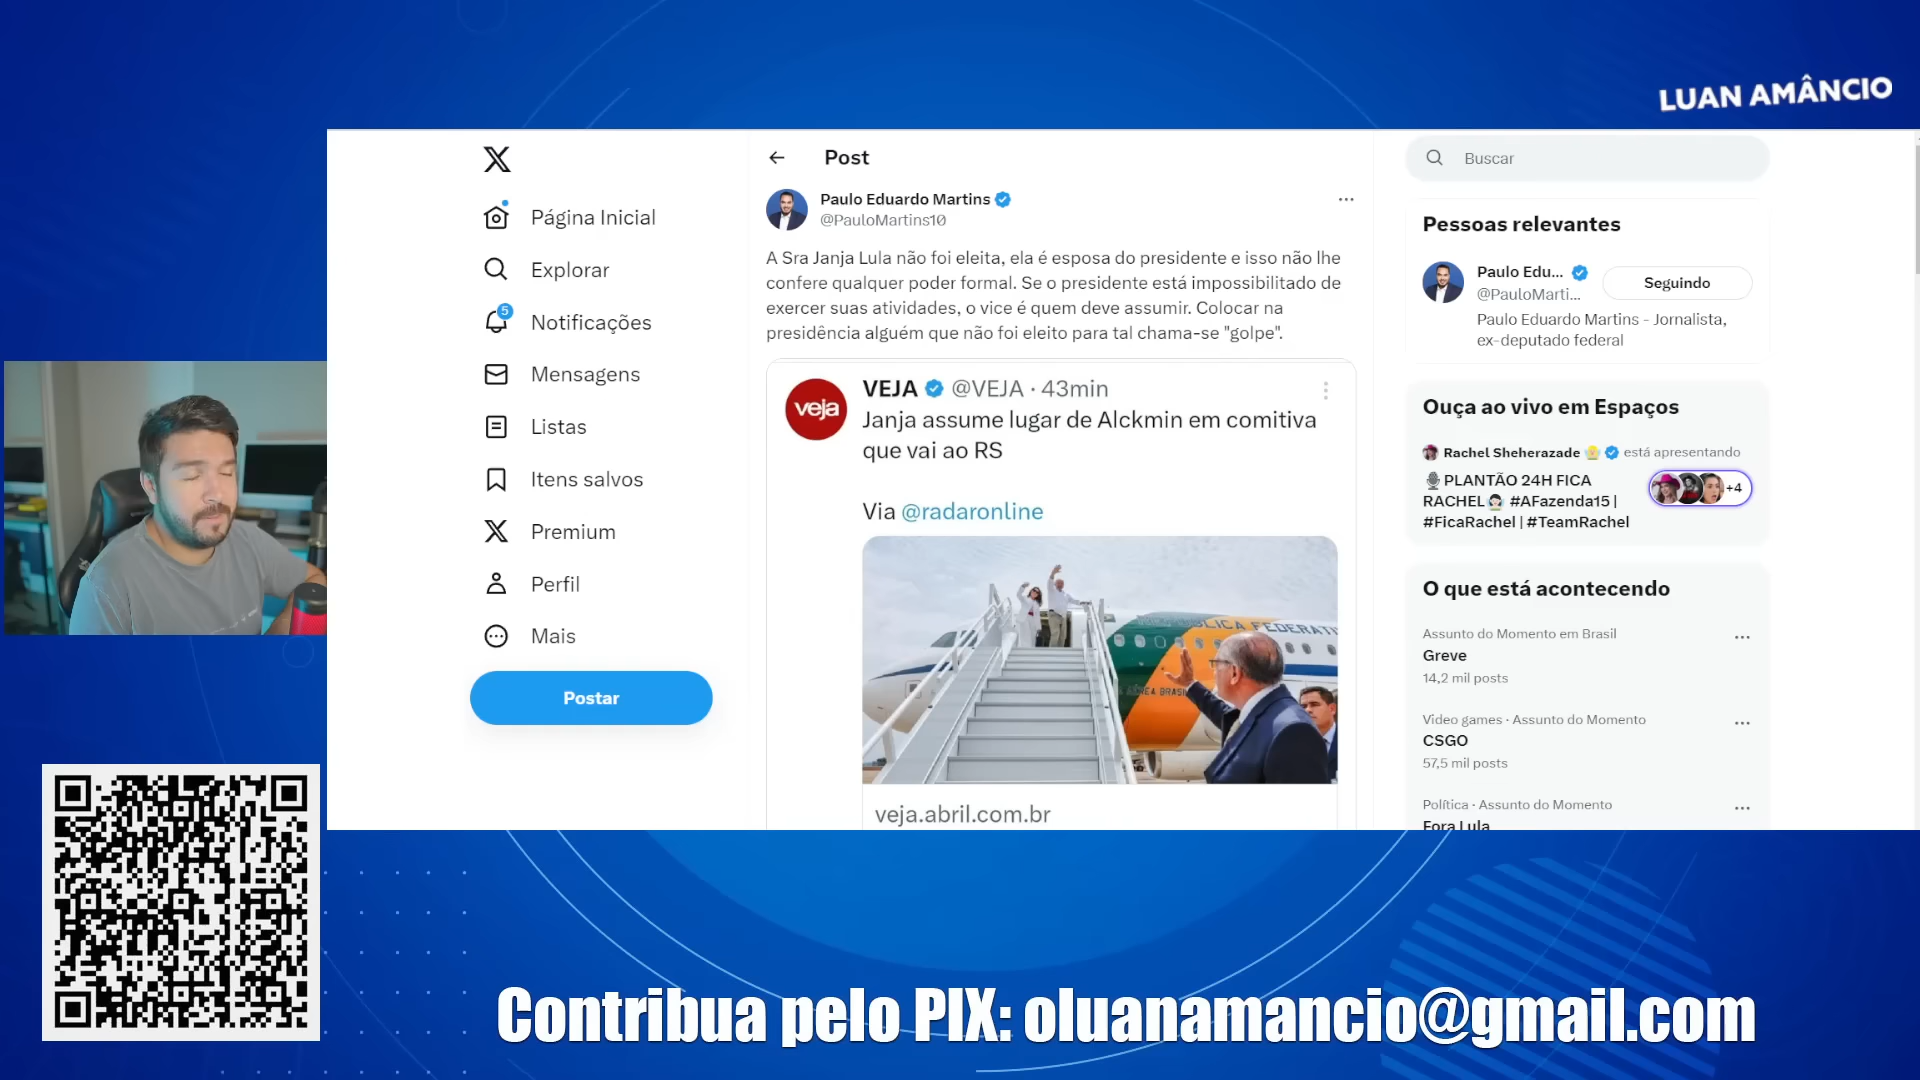 LUAN AMÂNCIO
Página Inicial
Explorar
5
Notificações
Mensagens
Listas
Itens salvos
Premium
Perfil
Mais
Postar
Post
Paulo Eduardo Martins
@PauloMartins10
A Sra Janja Lula não foi eleita, ela é esposa do presidente e isso não lhe
confere qualquer poder formal. Se o presidente está impossibilitado de
exercer suas atividades, o vice é quem deve assumir. Colocar na
presidência alguém que não foi eleito para tal chama-se "golpe".
veja
VEJA @VEJA · 43min
Janja assume lugar de Alckmin em comitiva
que vai ao RS
Via @radaronline
veja.abril.com.br
Buscar
Pessoas relevantes
Paulo Edu...
@PauloMarti...
Seguindo
Paulo Eduardo Martins - Jornalista,
ex-deputado federal
Ouça ao vivo em Espaços
Rachel Sheherazade está apresentando
PLANTÃO 24H FICA
RACHEL #AFazenda15 |
#FicaRachel | #TeamRachel
+4
O que está acontecendo
Assunto do Momento em Brasil
Greve
14,2 mil posts
Video games · Assunto do Momento
CSGO
57,5 mil posts
Política · Assunto do Momento
Fora Lula
Contribua pelo PIX: oluanamancio@gmail.com